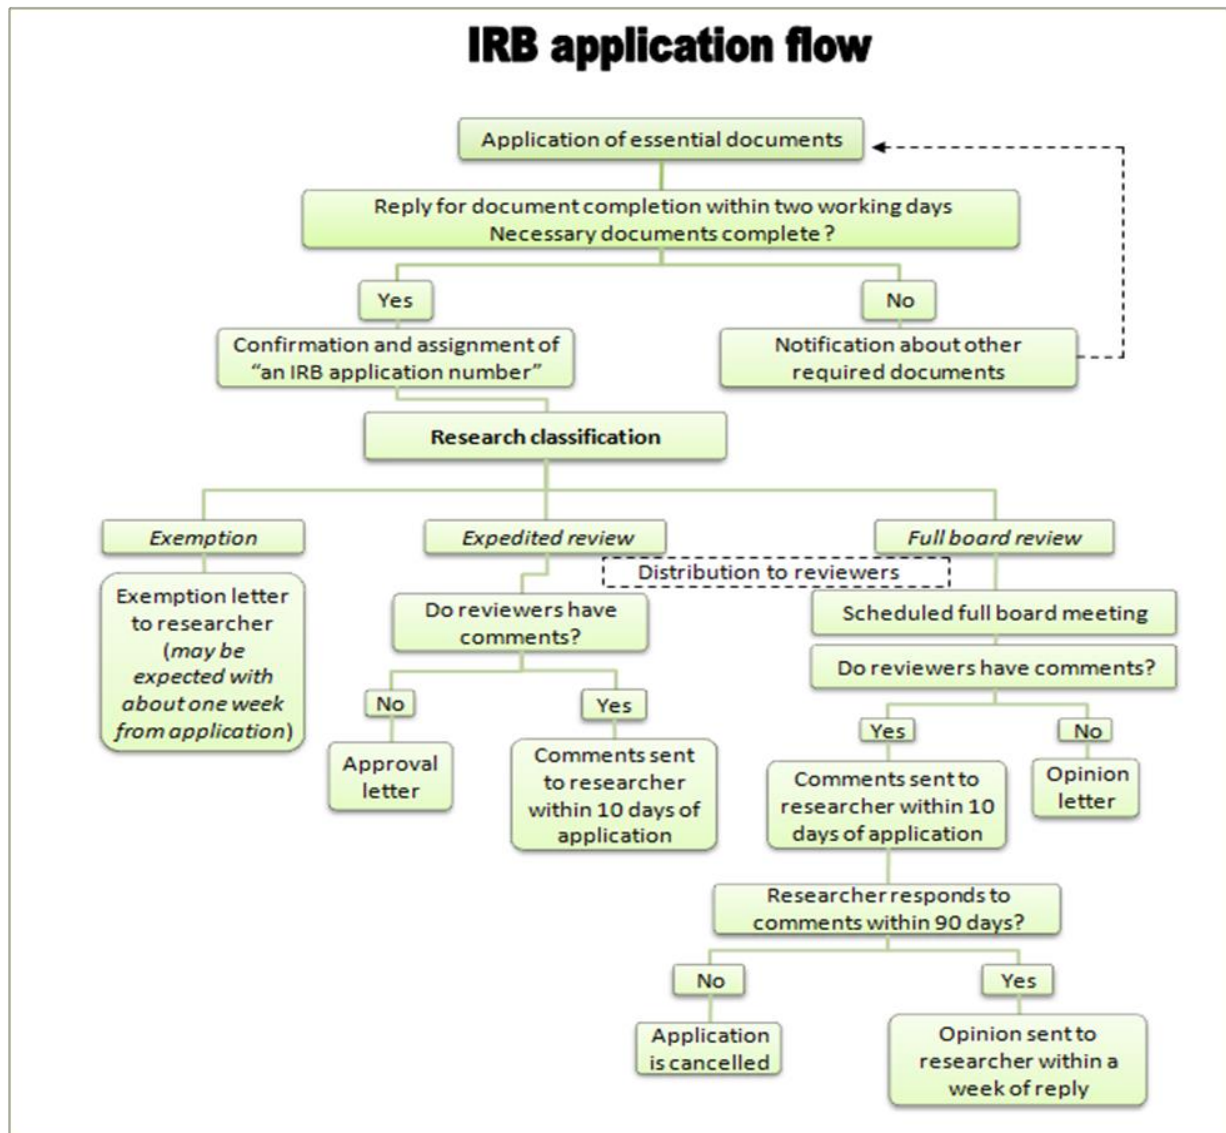 IRB application flow
Application of essential documents
Reply for document completion within two working days
Necessary documents complete ?
Yes
No
Confirmation and assignment of
“an IRB application number”
Notification about other
required documents
Research classification
Exemption
Expedited review
Full board review
Distribution to reviewers
Exemption letter
to researcher
(may be
expected with
about one week
from application)
Do reviewers have
comments?
No
Yes
Approval
letter
Comments sent
to researcher
within 10 days of
application
Scheduled full board meeting
Do reviewers have comments?
Yes
No
Comments sent to
researcher within 10
days of application
Opinion
letter
Researcher responds to
comments within 90 days?
No
Yes
Application
is cancelled
Opinion sent to
researcher within a
week of reply